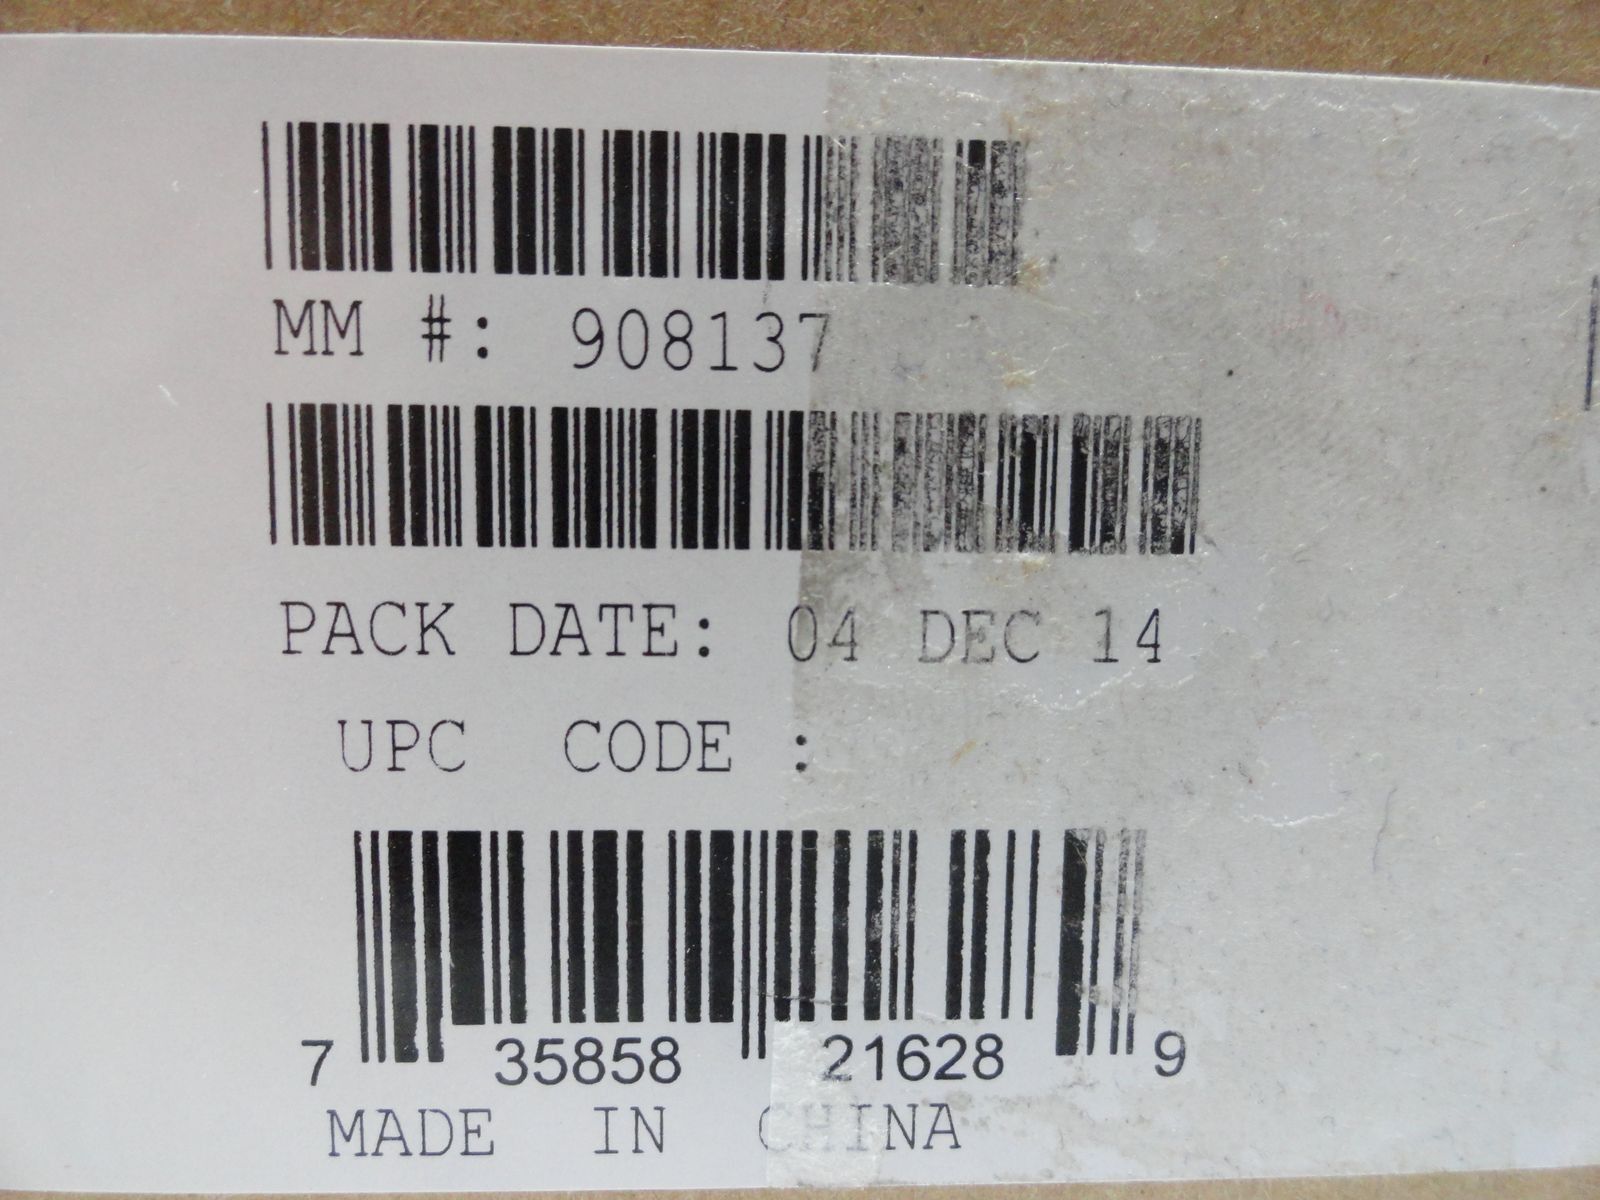 MM #: 908137
PACK DATE: 04 DEC 14
UPC CODE :
7 35858 21628 9
MADE IN CHINA